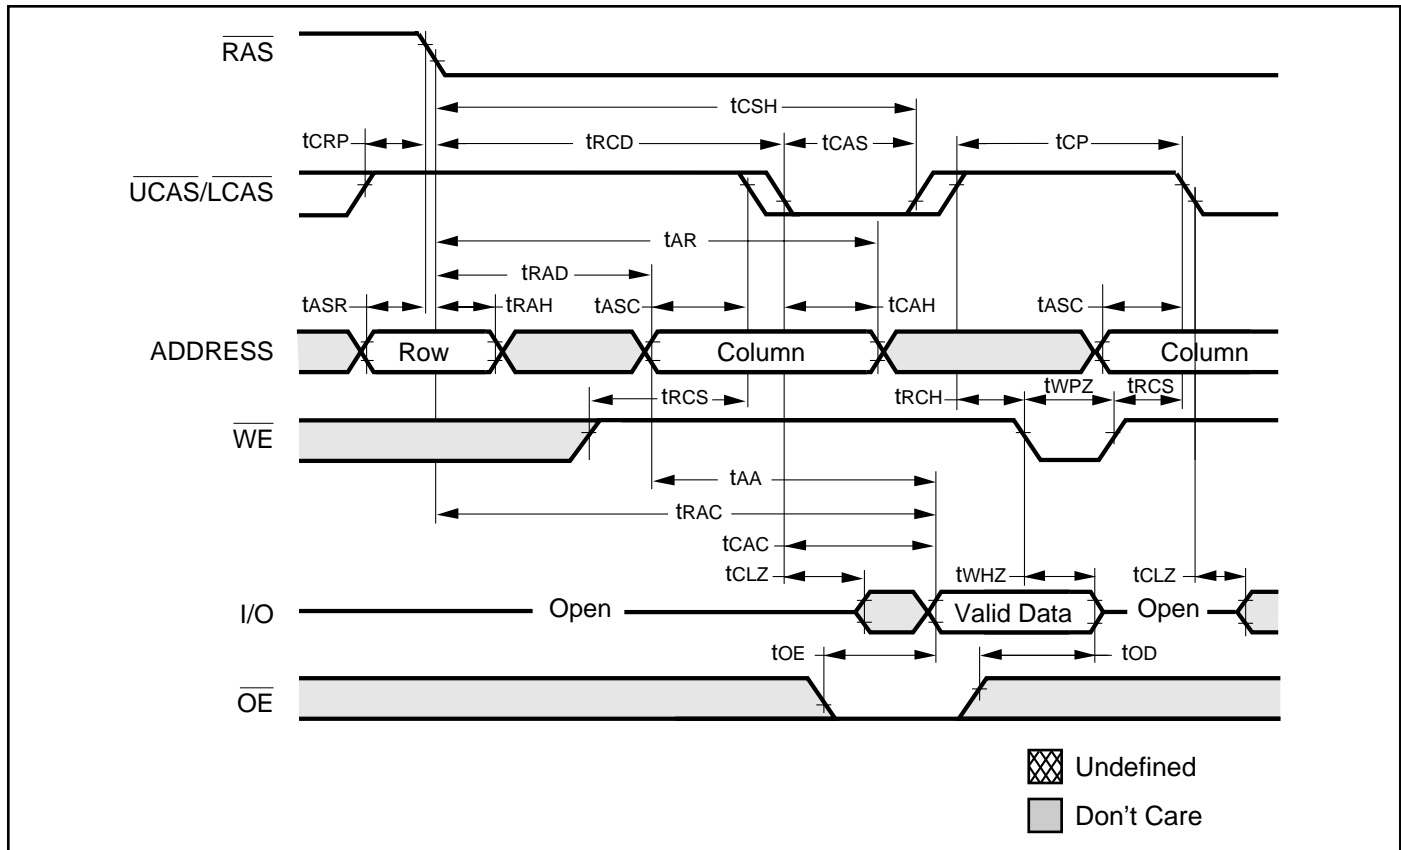 RAS
tCSH
tCRP
tRCD
tCAS
tCP
UCAS/LCAS
tAR
tRAD
tASR
tRAH
tASC
tCAH
tASC
ADDRESS
Row
Column
Column
tRCS
tRCH
tWPZ
tRCS
WE
tAA
tRAC
tCAC
tCLZ
tWHZ
tCLZ
I/O
Open
Valid Data
Open
tOE
tOD
OE
Undefined
Don't Care